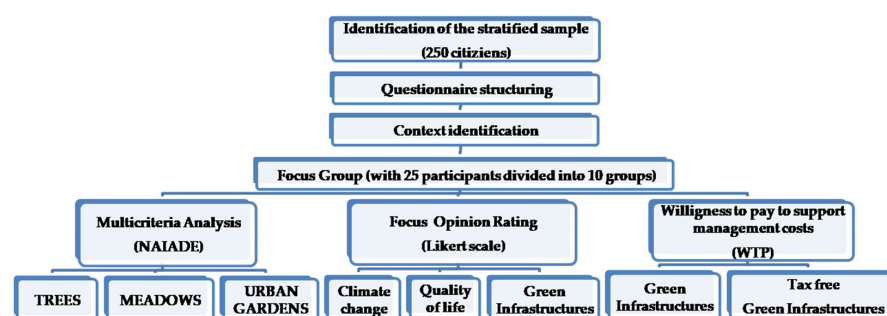 Identification of the stratified sample
(250 citiziens)
Questionnaire structuring
Context identification
Focus Group (with 25 participants divided into 10 groups)
Multicriteria Analysis
(NAIADE)
Focus Opinion Rating
(Likert scale)
Willigness to pay to support
management costs
(WTP)
TREES
MEADOWS
URBAN
GARDENS
Climate
change
Quality
of life
Green
Infrastructures
Green
Infrastructures
Tax free
Green Infrastructures